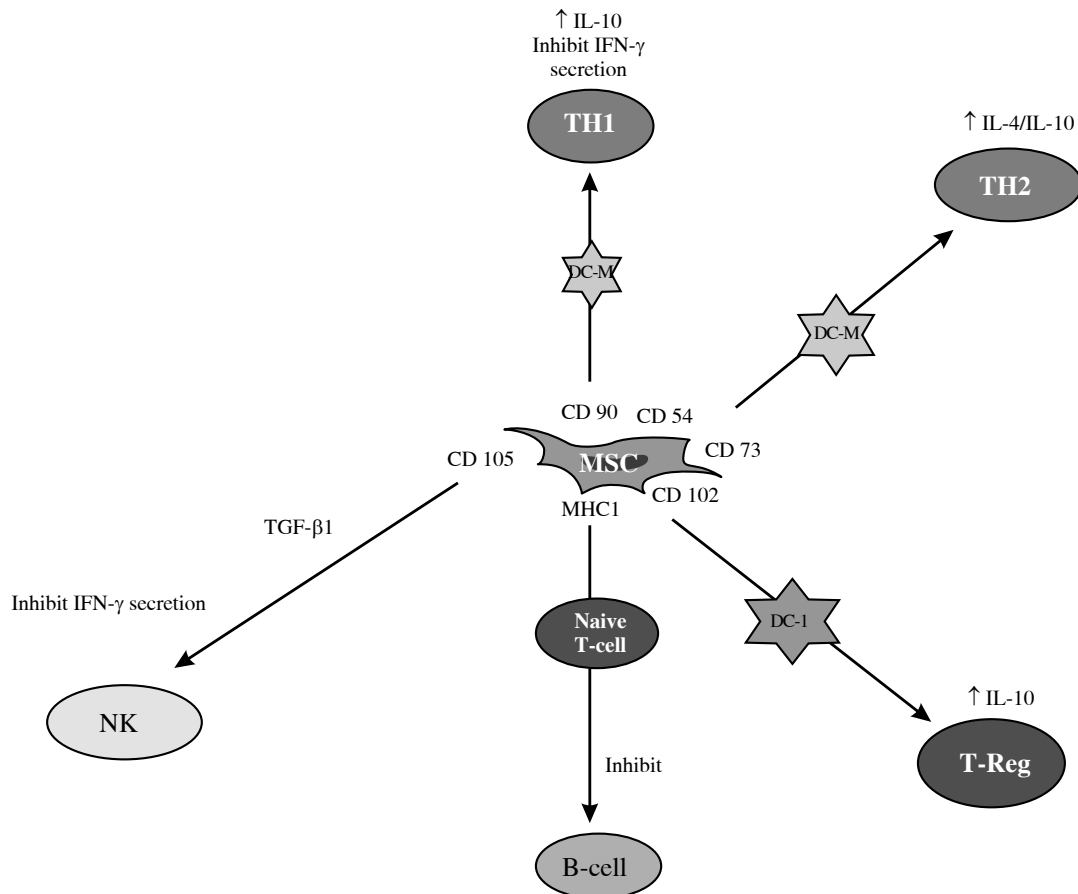 ↑ IL-10
Inhibit IFN-γ
secretion
TH1
↑ IL-4/IL-10
TH2
DC-M
DC-M
CD 90
CD 54
CD 73
CD 105
MSC
CD 102
MHC1
TGF-β1
Inhibit IFN-γ secretion
Naive
T-cell
DC-1
↑ IL-10
NK
T-Reg
Inhibit
B-cell